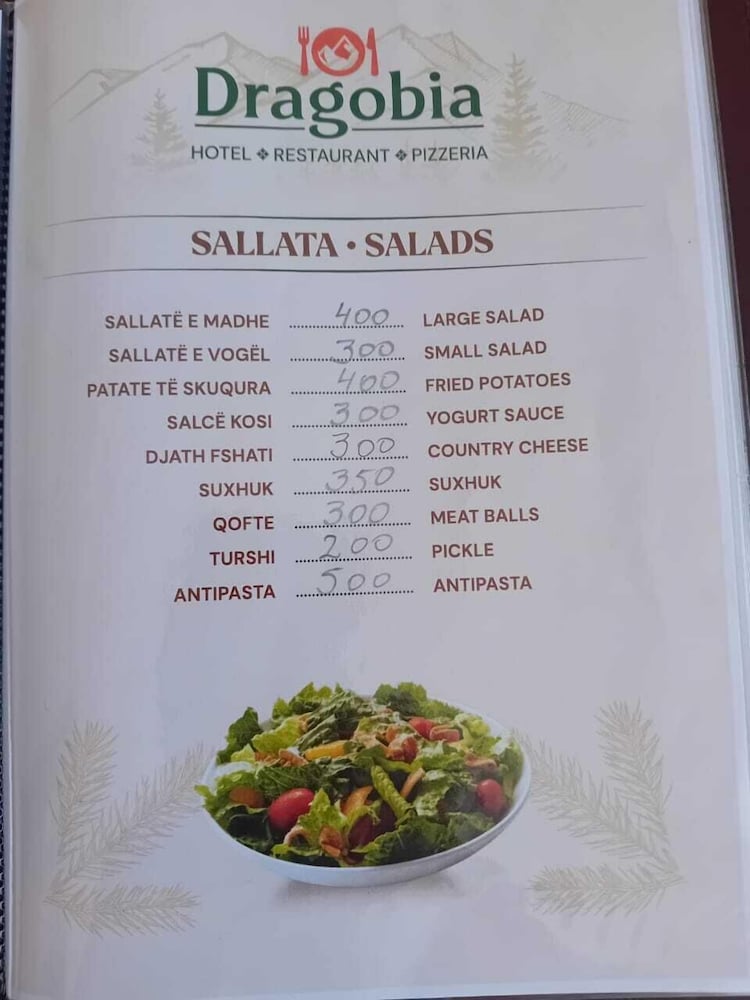 Dragobia
HOTEL ❖ RESTAURANT ❖ PIZZERIA
SALLATA • SALADS
SALLATË E MADHE 400 LARGE SALAD
SALLATË E VOGËL 300 SMALL SALAD
PATATE TË SKUQURA 400 FRIED POTATOES
SALCË KOSI 300 YOGURT SAUCE
DJATH FSHATI 300 COUNTRY CHEESE
SUXHUK 350 SUXHUK
QOFTE 300 MEAT BALLS
TURSHI 200 PICKLE
ANTIPASTA 500 ANTIPASTA